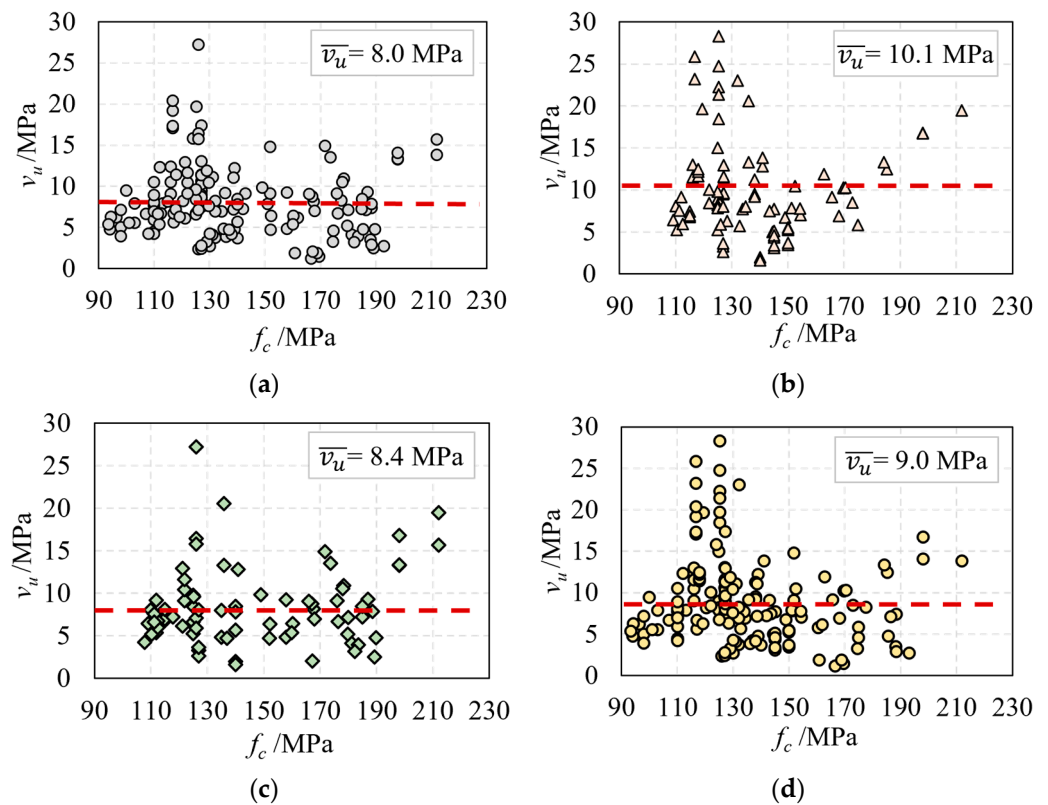 30
25
20
15
10
5
0
v_u /MPa
v̅_u̅ = 8.0 MPa
90 110 130 150 170 190 210 230
f_c /MPa
(a)
30
25
20
15
10
5
0
v_u /MPa
v̅_u̅ = 10.1 MPa
90 110 130 150 170 190 210 230
f_c /MPa
(b)
30
25
20
15
10
5
0
v_u /MPa
v̅_u̅ = 8.4 MPa
90 110 130 150 170 190 210 230
f_c /MPa
(c)
30
25
20
15
10
5
0
v_u /MPa
v̅_u̅ = 9.0 MPa
90 110 130 150 170 190 210 230
f_c /MPa
(d)